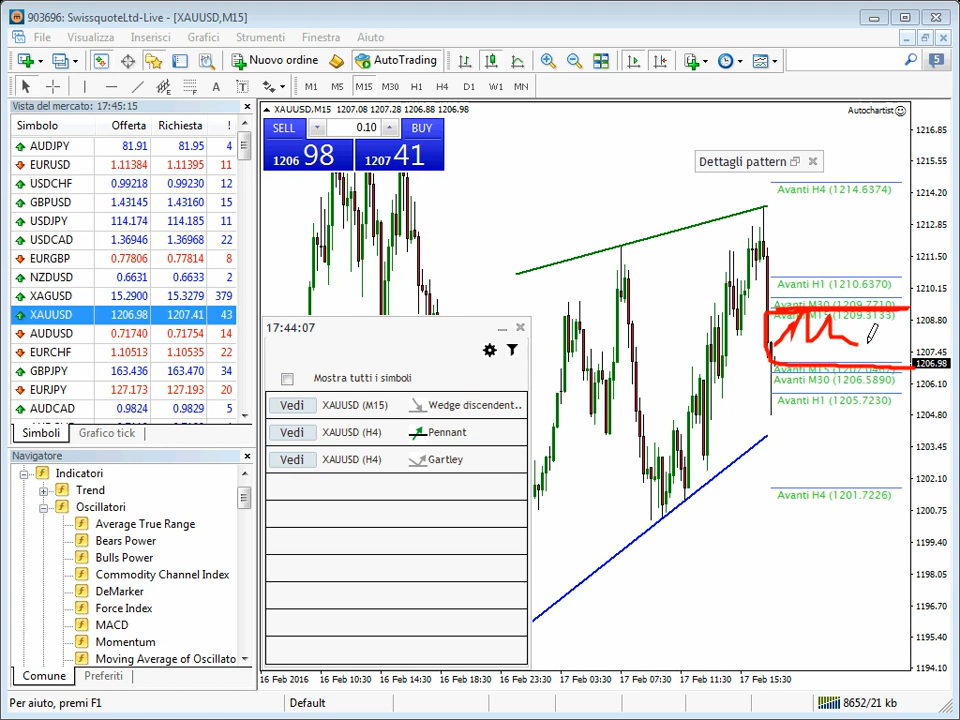 903696: SwissquoteLtd-Live - [XAUUSD,M15]
File Visualizza Inserisci Grafici Strumenti Finestra Aiuto
Nuovo ordine AutoTrading 5
A T M1 M5 M15 M30 H1 H4 D1 W1 MN
Vista del mercato: 17:45:15
Simbolo Offerta Richiesta !
AUDJPY 81.91 81.95 4
EURUSD 1.11384 1.11395 11
USDCHF 0.99218 0.99230 12
GBPUSD 1.43145 1.43160 15
USDJPY 114.174 114.185 11
USDCAD 1.36946 1.36968 22
EURGBP 0.77806 0.77814 8
NZDUSD 0.6631 0.6633 2
XAGUSD 15.2900 15.3279 379
XAUUSD 1206.98 1207.41 43
AUDUSD 0.71740 0.71754 14
EURCHF 1.10513 1.10535 22
GBPJPY 163.436 163.470 34
EURJPY 127.173 127.193 20
AUDCAD 0.9824 0.9829 5
Simboli Grafico tick
Navigatore
Indicatori
Trend
Oscillatori
Average True Range
Bears Power
Bulls Power
Commodity Channel Index
DeMarker
Force Index
MACD
Momentum
Moving Average of Oscillato
Comune Preferiti
XAUUSD,M15 1207.08 1207.28 1206.88 1206.98
Autochartist
SELL 0.10 BUY
1206 98 1207 41
Dettagli pattern
Avanti H4 (1214.6374)
Avanti H1 (1210.6370)
Avanti M30 (1209.7710)
Avanti M15 (1209.3133)
Avanti M30 (1206.5890)
Avanti H1 (1205.7230)
Avanti H4 (1201.7226)
17:44:07
Mostra tutti i simboli
Vedi XAUUSD (M15) Wedge discendent..
Vedi XAUUSD (H4) Pennant
Vedi XAUUSD (H4) Gartley
1216.85
1215.55
1214.20
1212.85
1211.50
1210.15
1208.80
1207.45
1206.98
1206.10
1204.80
1203.45
1202.10
1200.75
1199.40
1198.05
1196.70
1195.40
1194.10
16 Feb 2016 16 Feb 10:30 16 Feb 14:30 16 Feb 18:30 16 Feb 23:30 17 Feb 03:30 17 Feb 07:30 17 Feb 11:30 17 Feb 15:30
Per aiuto, premi F1 Default 8652/21 kb